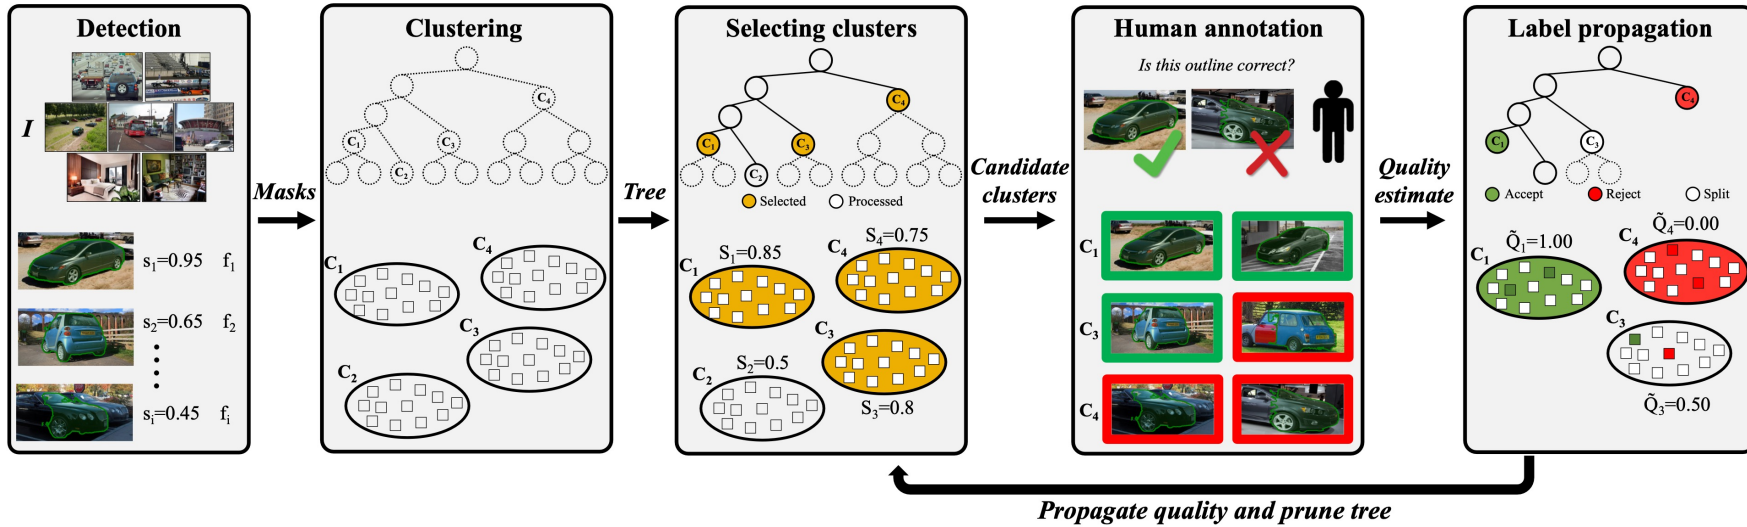 Detection
I
s1=0.95 f1
s2=0.65 f2
si=0.45 fi
Masks
Clustering
C4
C1
C3
C2
C4
C1
C3
C2
Tree
Selecting clusters
C4
C1
C3
C2
Selected
Processed
S4=0.75
S1=0.85
C4
C1
S2=0.5
C3
C2
S3=0.8
Candidate
clusters
Human annotation
Is this outline correct?
C1
C3
C4
Quality
estimate
Label propagation
C4
C1
C3
Accept
Reject
Split
Q̃4=0.00
Q̃1=1.00
C4
C1
C3
Q̃3=0.50
Propagate quality and prune tree